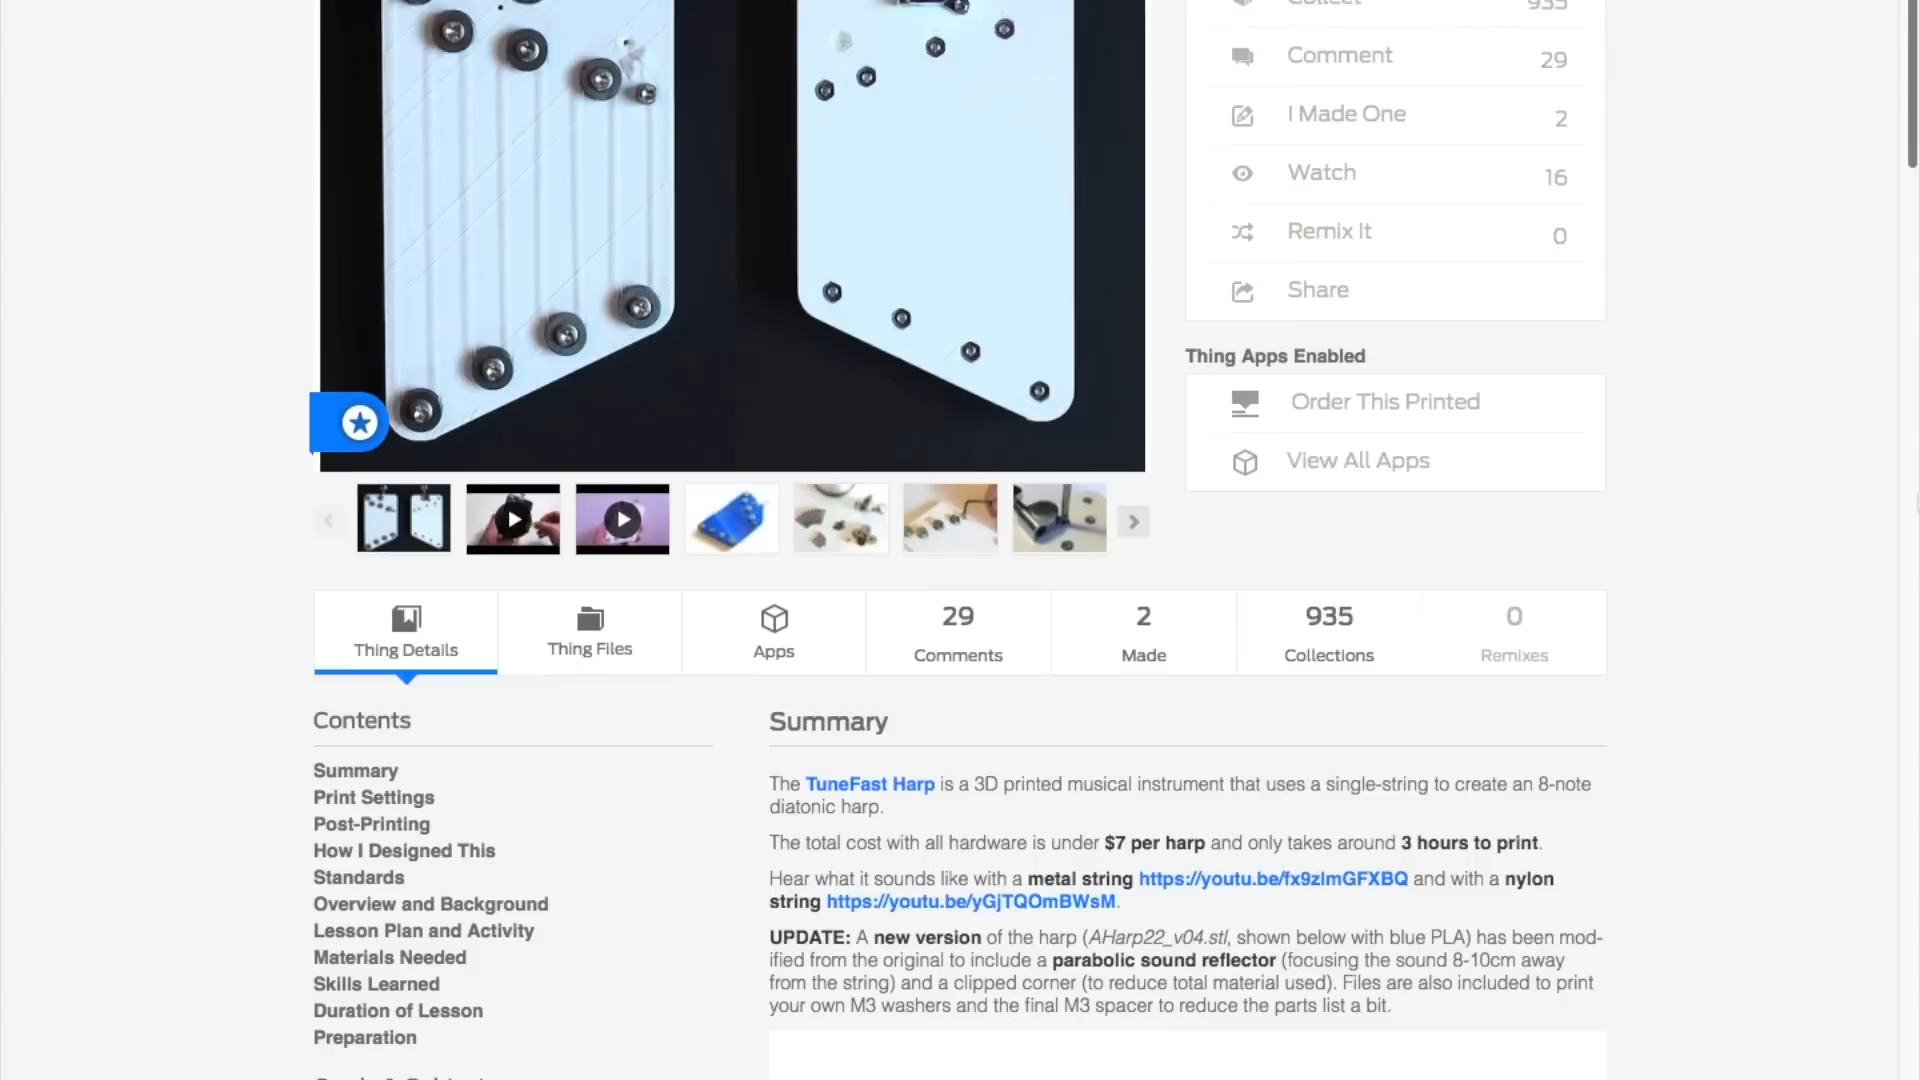 Collect 935
Comment 29
I Made One 2
Watch 16
Remix It 0
Share
Thing Apps Enabled
Order This Printed
View All Apps
Thing Details
Thing Files
Apps
29
Comments
2
Made
935
Collections
0
Remixes
Contents
Summary
Print Settings
Post-Printing
How I Designed This
Standards
Overview and Background
Lesson Plan and Activity
Materials Needed
Skills Learned
Duration of Lesson
Preparation
Summary
The TuneFast Harp is a 3D printed musical instrument that uses a single-string to create an 8-note
diatonic harp.
The total cost with all hardware is under $7 per harp and only takes around 3 hours to print.
Hear what it sounds like with a metal string https://youtu.be/fx9zlmGFXBQ and with a nylon
string https://youtu.be/yGjTQOmBWsM.
UPDATE: A new version of the harp (AHarp22_v04.stl, shown below with blue PLA) has been mod-
ified from the original to include a parabolic sound reflector (focusing the sound 8-10cm away
from the string) and a clipped corner (to reduce total material used). Files are also included to print
your own M3 washers and the final M3 spacer to reduce the parts list a bit.